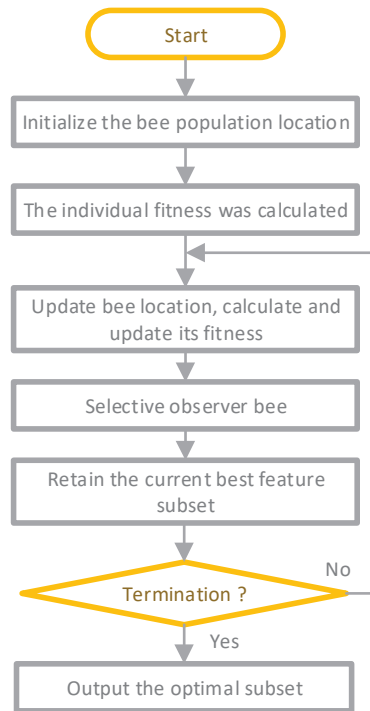 Start
Initialize the bee population location
The individual fitness was calculated
Update bee location, calculate and
update its fitness
Selective observer bee
Retain the current best feature
subset
Termination ?
No
Yes
Output the optimal subset